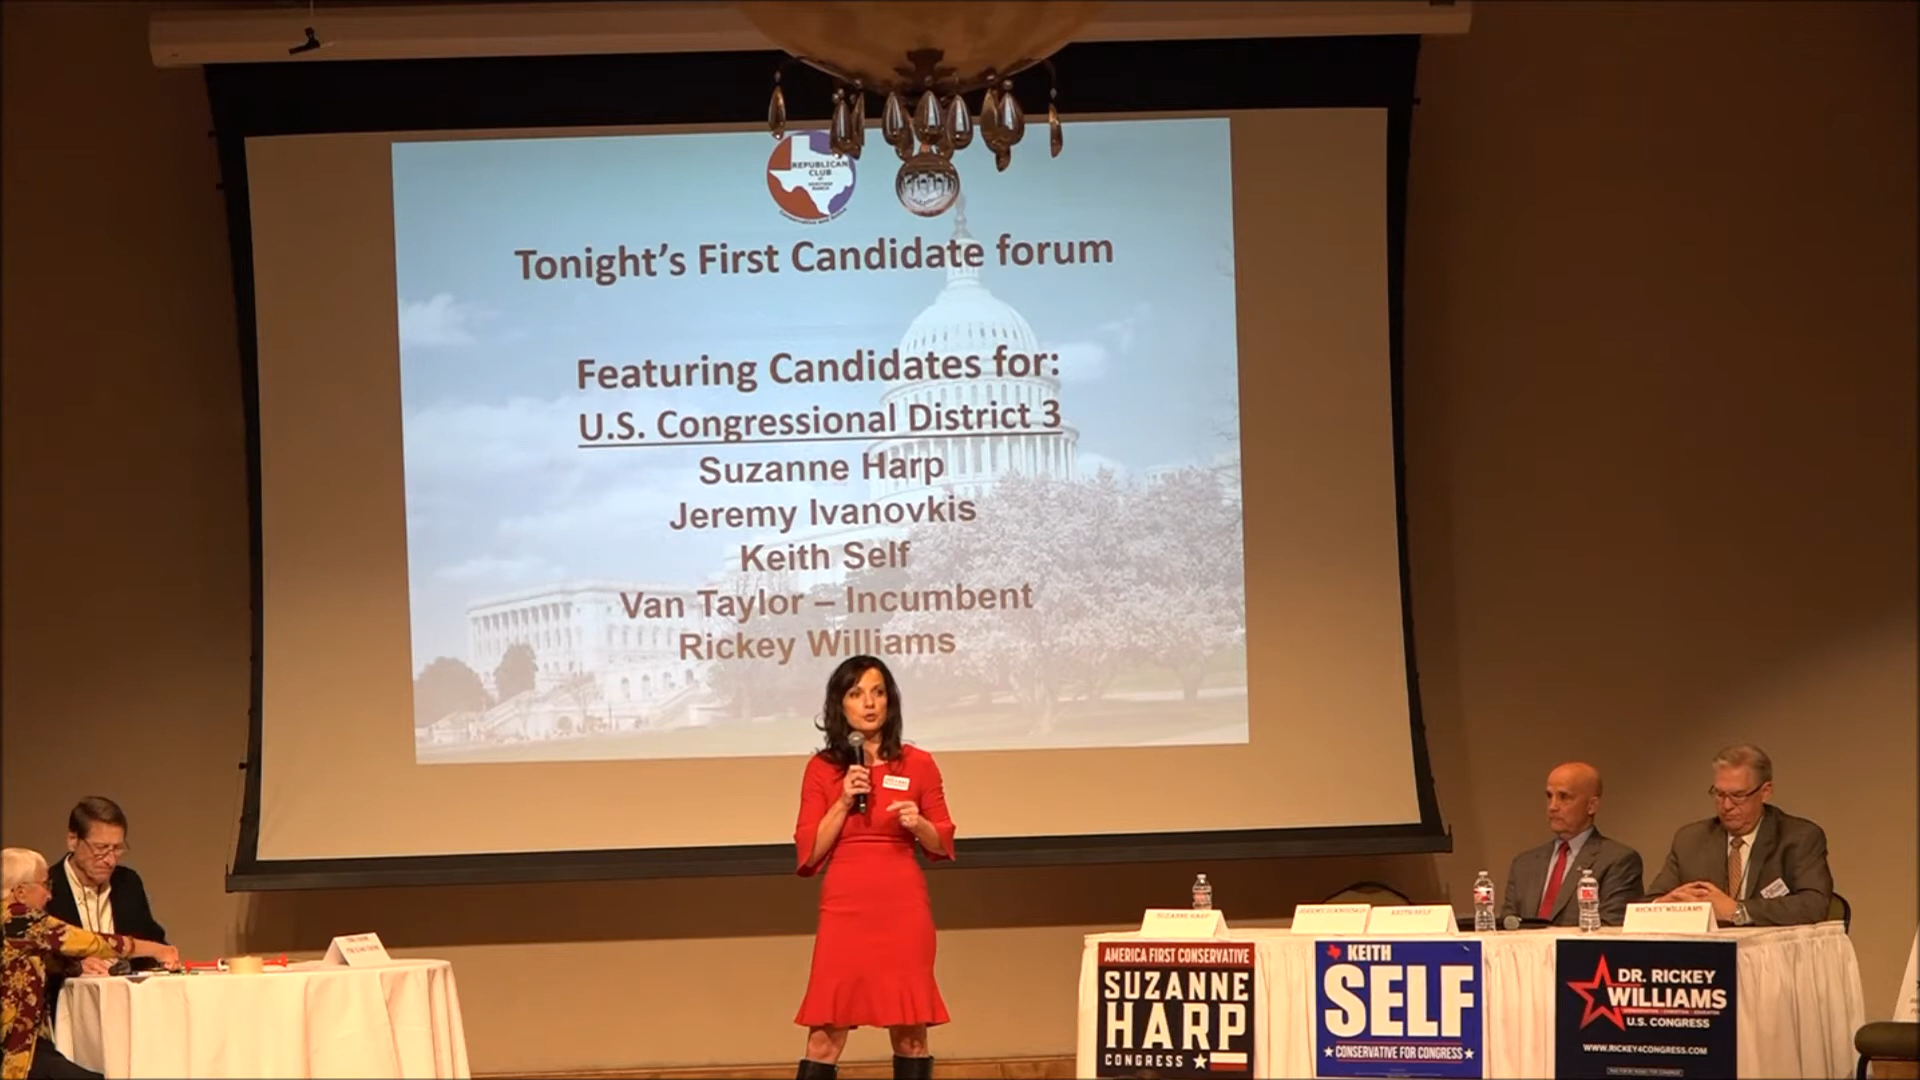 REPUBLICAN
CLUB
Tonight's First Candidate forum
Featuring Candidates for:
U.S. Congressional District 3
Suzanne Harp
Jeremy Ivanovkis
Keith Self
Van Taylor – Incumbent
Rickey Williams
SUZANNE HARP
KEITH SELF
RICKEY WILLIAMS
AMERICA FIRST CONSERVATIVE
SUZANNE
HARP
CONGRESS
KEITH
SELF
CONSERVATIVE FOR CONGRESS
DR. RICKEY
WILLIAMS
U.S. CONGRESS
WWW.RICKEY4CONGRESS.COM